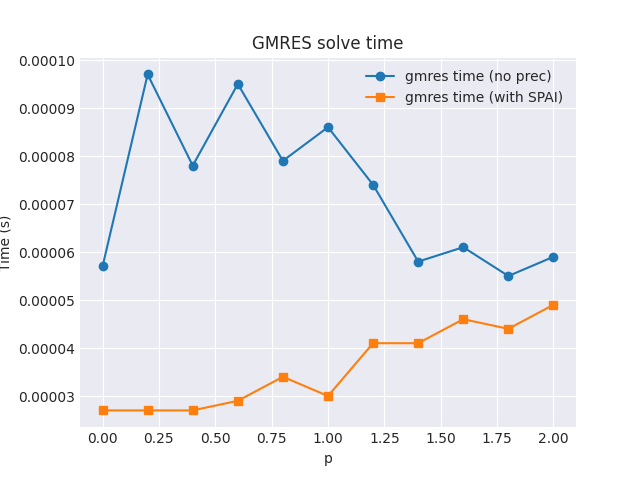 GMRES solve time
gmres time (no prec)
gmres time (with SPAI)
Time (s)
0.00010
0.00009
0.00008
0.00007
0.00006
0.00005
0.00004
0.00003
0.00 0.25 0.50 0.75 1.00 1.25 1.50 1.75 2.00
p